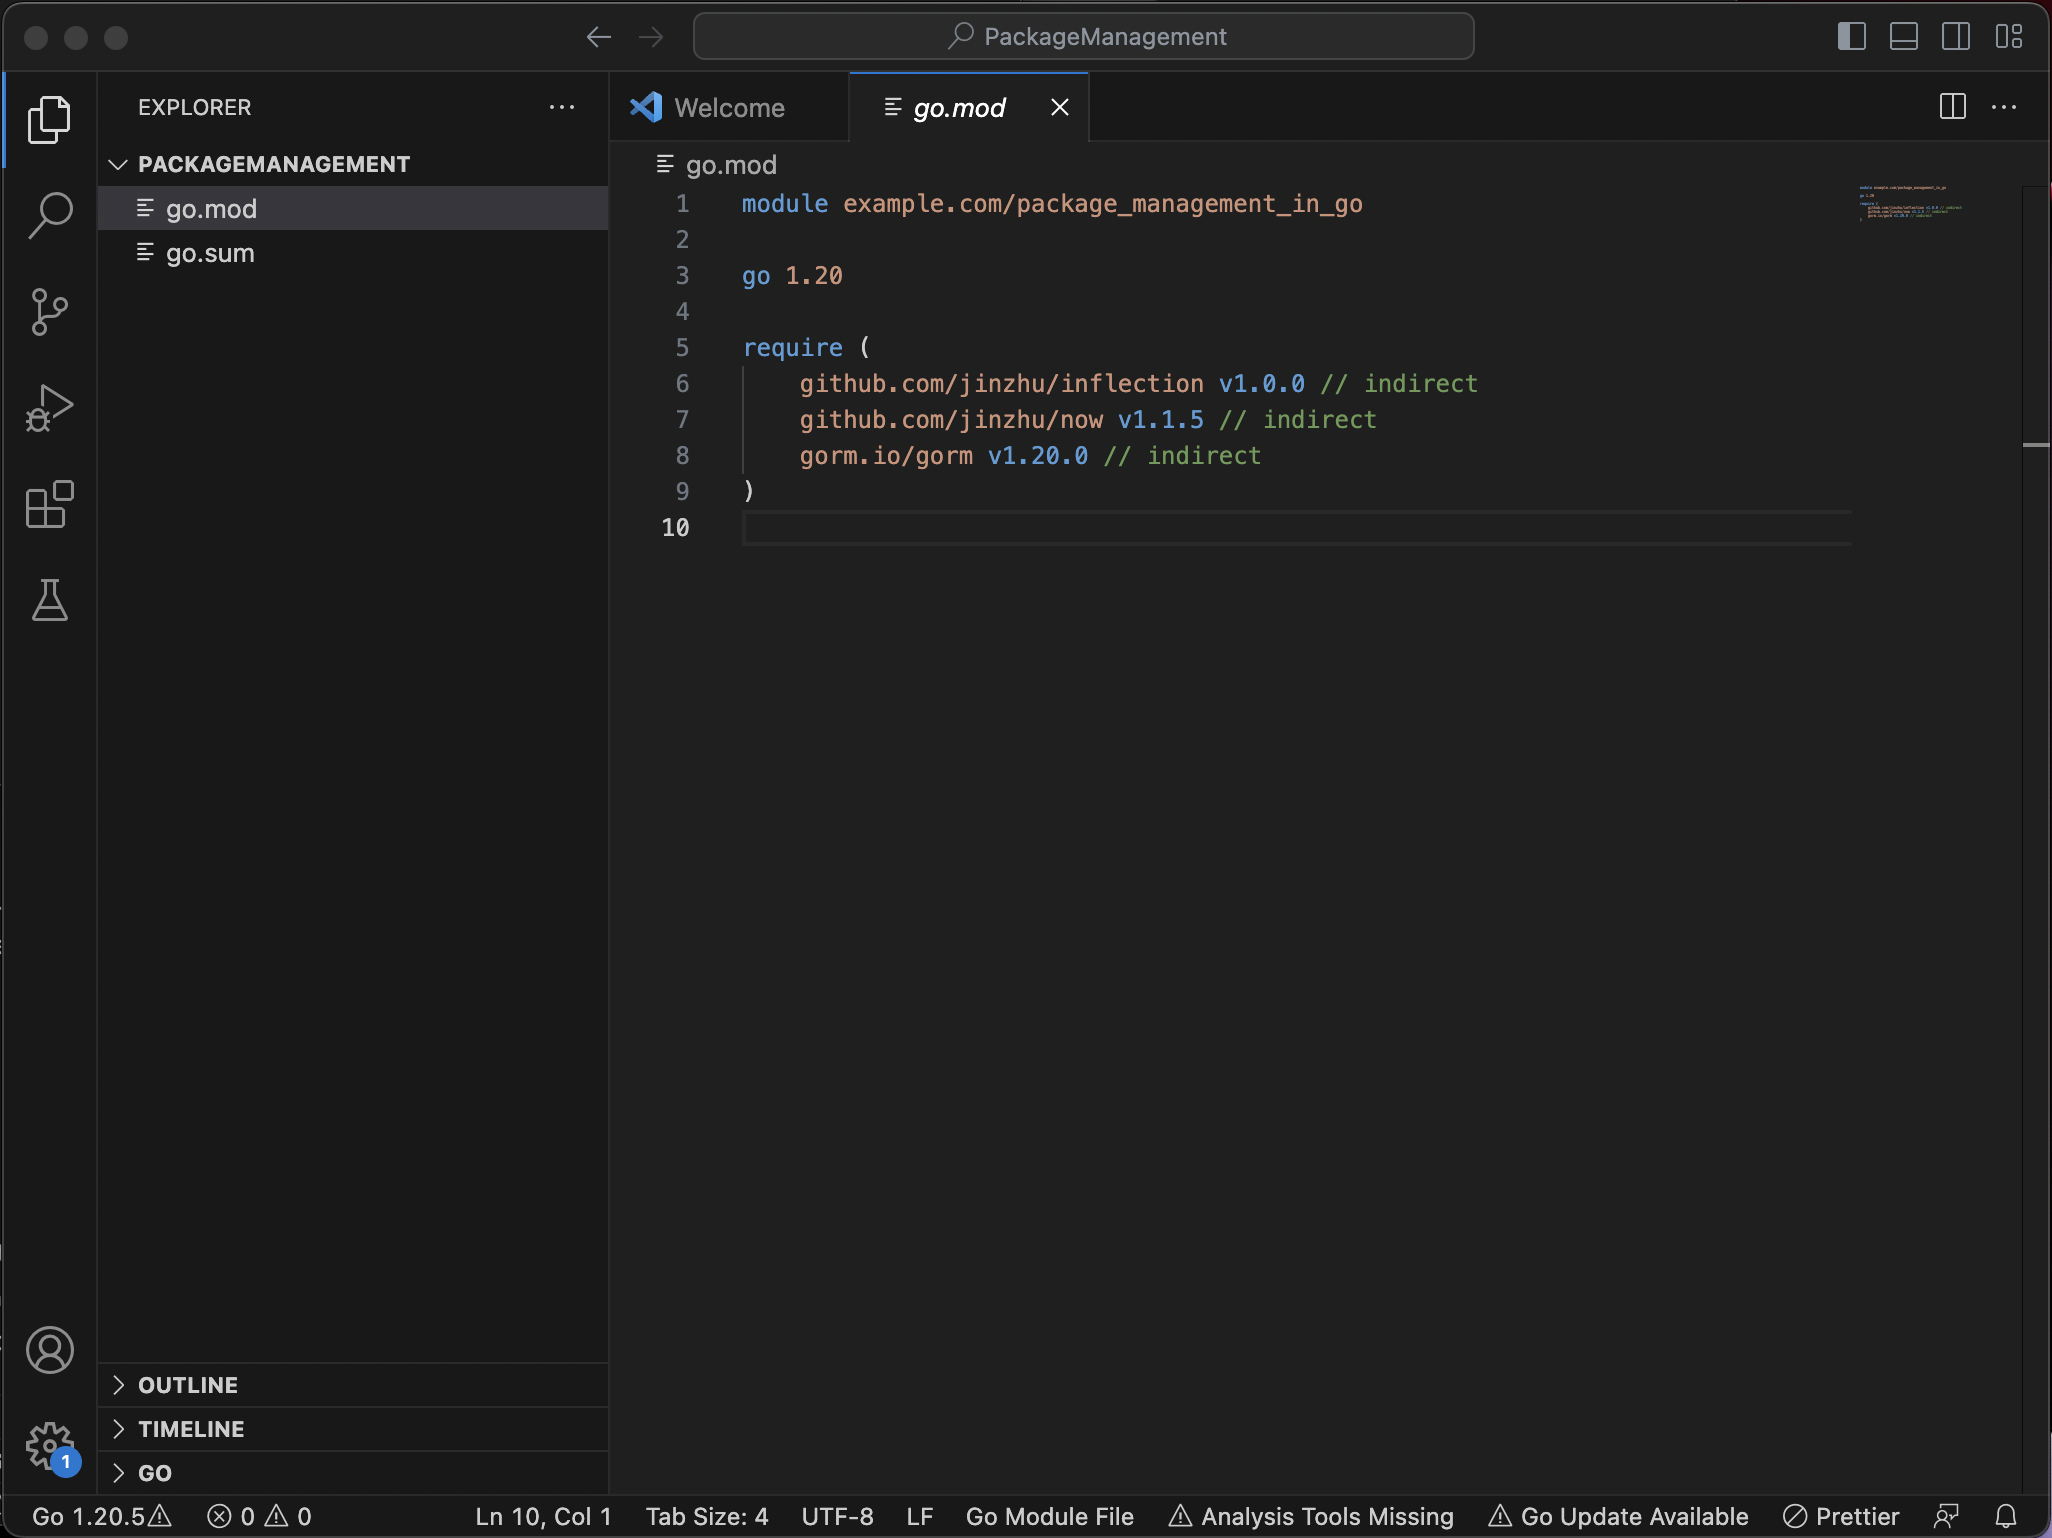 PackageManagement
EXPLORER
PACKAGEMANAGEMENT
go.mod
go.sum
OUTLINE
TIMELINE
GO
Welcome
go.mod
go.mod
1 module example.com/package_management_in_go
2
3 go 1.20
4
5 require (
6 github.com/jinzhu/inflection v1.0.0 // indirect
7 github.com/jinzhu/now v1.1.5 // indirect
8 gorm.io/gorm v1.20.0 // indirect
9 )
10
1
Go 1.20.5 0 0 Ln 10, Col 1 Tab Size: 4 UTF-8 LF Go Module File Analysis Tools Missing Go Update Available Prettier